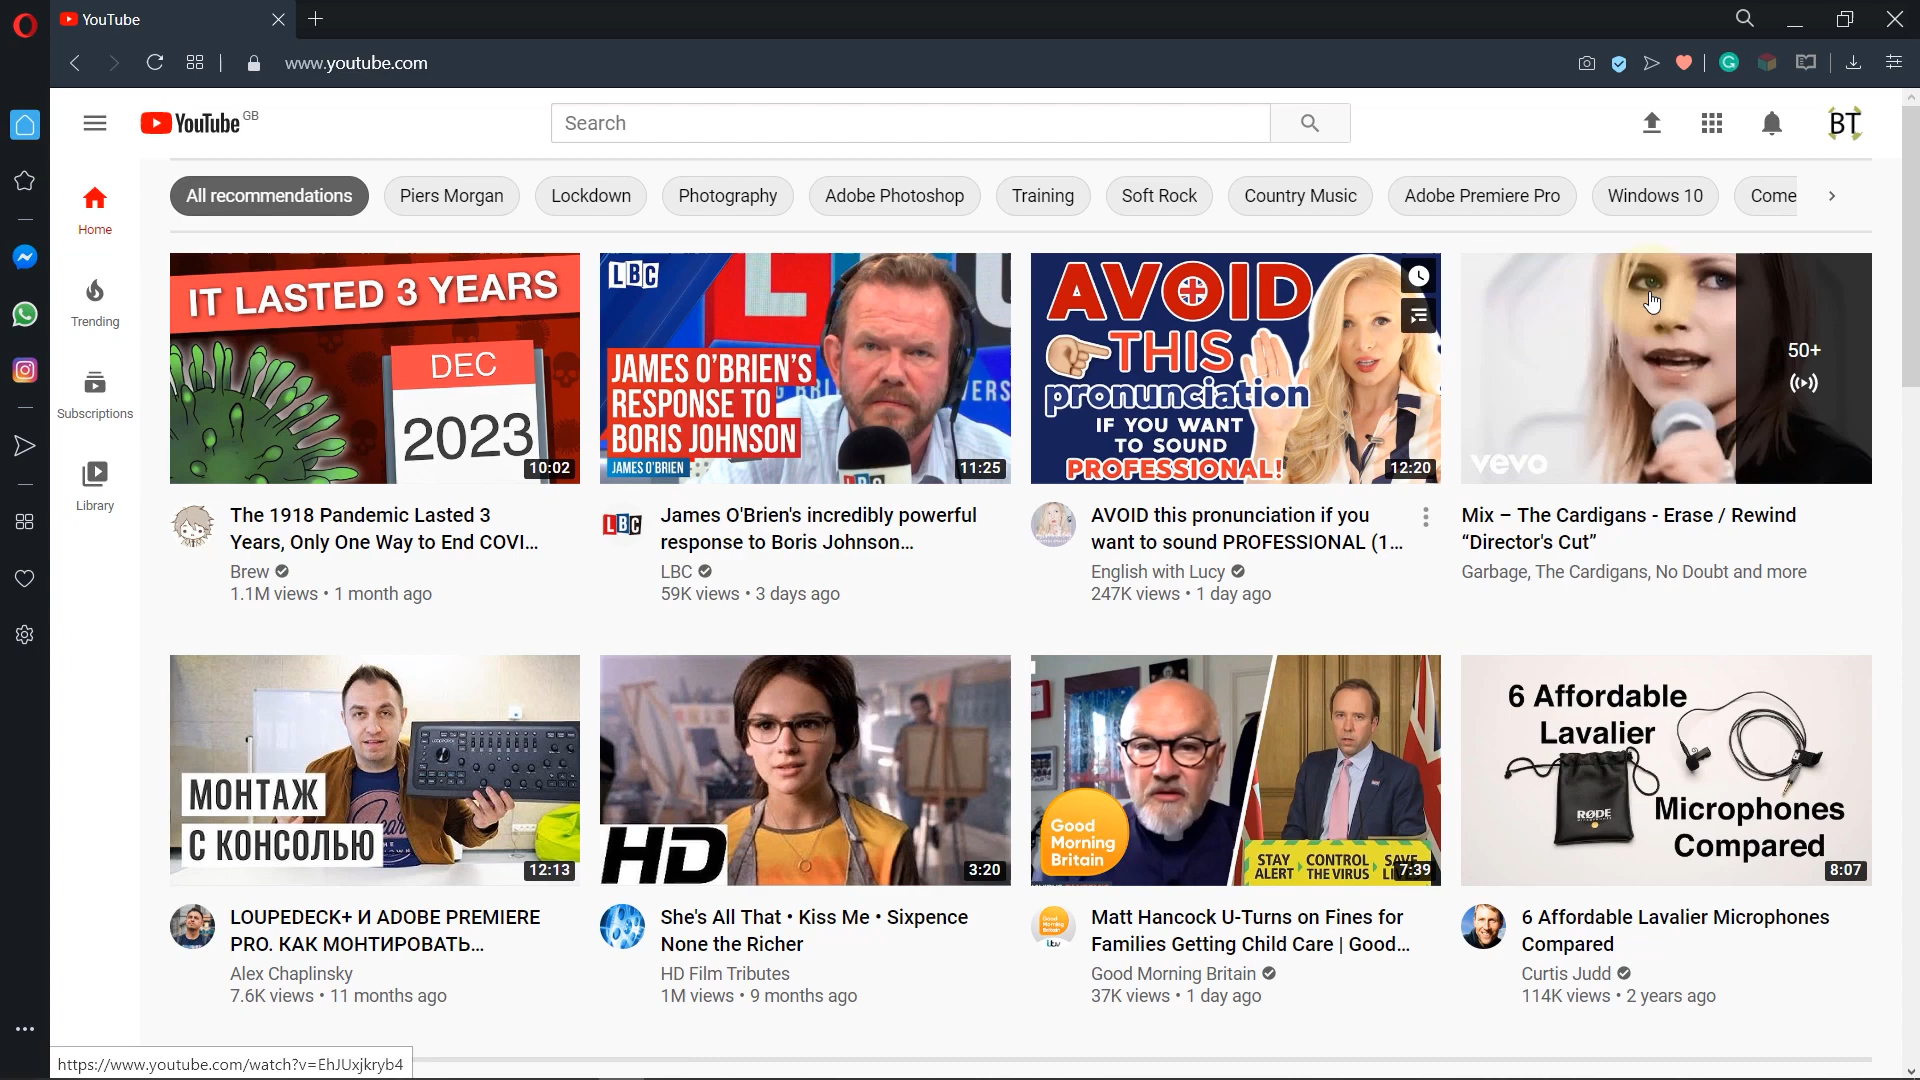 YouTube
www.youtube.com
YouTube GB
Search
BT
All recommendations
Piers Morgan
Lockdown
Photography
Adobe Photoshop
Training
Soft Rock
Country Music
Adobe Premiere Pro
Windows 10
Come
Home
Trending
Subscriptions
Library
IT LASTED 3 YEARS
DEC
2023
10:02
The 1918 Pandemic Lasted 3
Years, Only One Way to End COVI...
Brew
1.1M views • 1 month ago
LBC
JAMES O'BRIEN'S
RESPONSE TO
BORIS JOHNSON
JAMES O'BRIEN
11:25
LBC
James O'Brien's incredibly powerful
response to Boris Johnson...
LBC
59K views • 3 days ago
AVOID
THIS
pronunciation
IF YOU WANT
TO SOUND
PROFESSIONAL!
12:20
AVOID this pronunciation if you
want to sound PROFESSIONAL (1...
English with Lucy
247K views • 1 day ago
vevo
50+
Mix – The Cardigans - Erase / Rewind
“Director's Cut”
Garbage, The Cardigans, No Doubt and more
МОНТАЖ
С КОНСОЛЬЮ
12:13
LOUPEDECK+ И ADOBE PREMIERE
PRO. КАК МОНТИРОВАТЬ...
Alex Chaplinsky
7.6K views • 11 months ago
HD
3:20
She's All That • Kiss Me • Sixpence
None the Richer
HD Film Tributes
1M views • 9 months ago
Good
Morning
Britain
STAY
ALERT
CONTROL
THE VIRUS
7:39
Matt Hancock U-Turns on Fines for
Families Getting Child Care | Good...
Good Morning Britain
37K views • 1 day ago
6 Affordable
Lavalier
RØDE
Microphones
Compared
8:07
6 Affordable Lavalier Microphones
Compared
Curtis Judd
114K views • 2 years ago
https://www.youtube.com/watch?v=EhJUxjkryb4